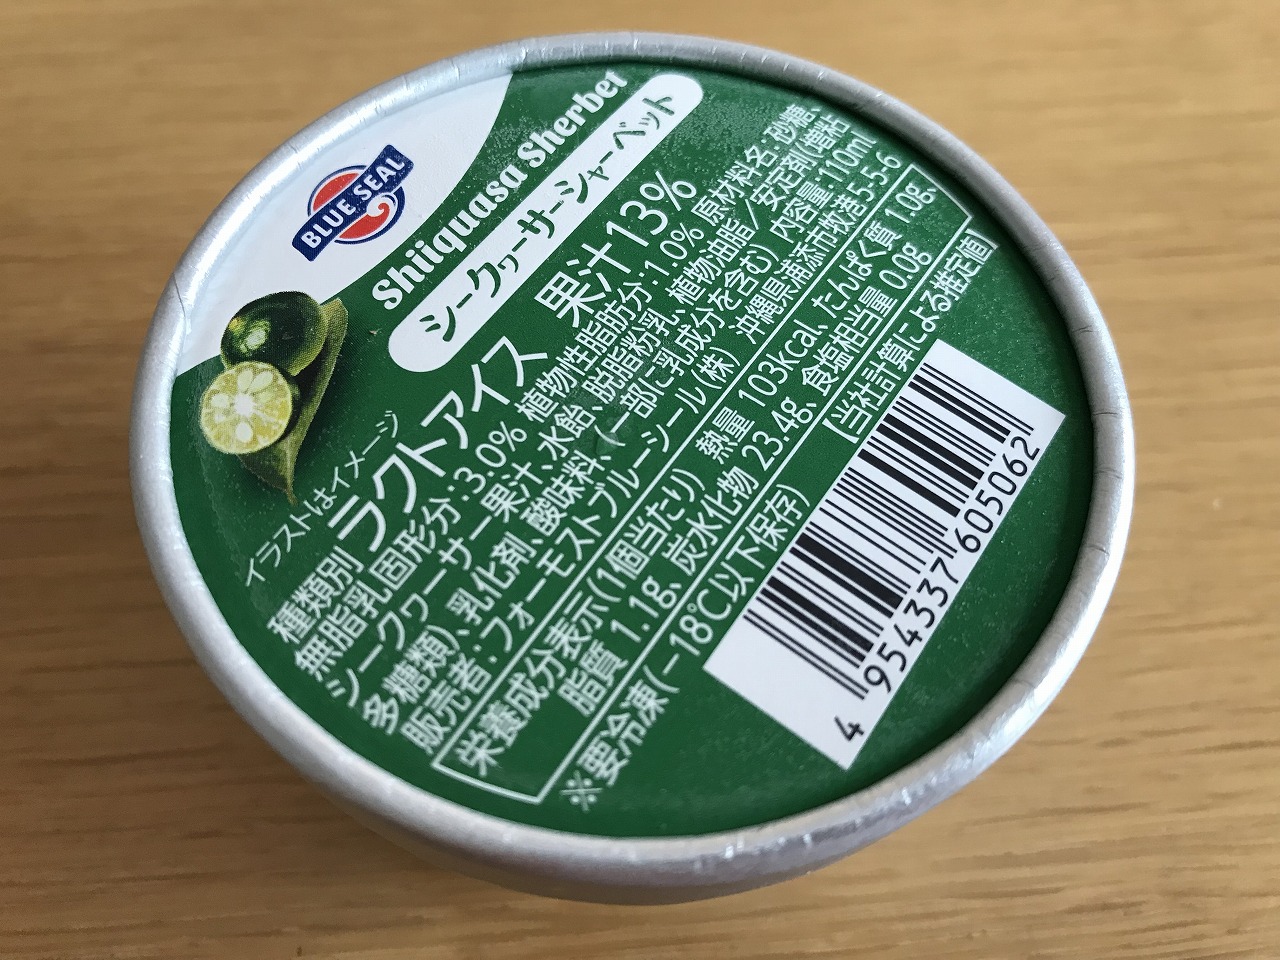 BLUE SEAL
Shiiquasa Sherbet
シークヮーサーシャーベット
イラストはイメージ
種類別 ラクトアイス 果汁13%
無脂乳固形分:3.0% 植物性脂肪分:1.0% 原材料名:砂糖、
シークヮーサー果汁、水飴、脱脂粉乳、植物油脂／安定剤(増粘
多糖類)、乳化剤、酸味料、(一部に乳成分を含む) 内容量:110ml
販売者:フォーモストブルーシール(株) 沖縄県浦添市牧港5-5-6
栄養成分表示(1個当たり) 熱量 103kcal、たんぱく質 1.0g、
脂質 1.1g、炭水化物 23.4g、食塩相当量 0.0g
※要冷凍(-18℃以下保存) [当社計算による推定値]
4 954337 605062